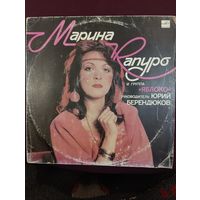 Марина
Капуро
И ГРУППА
«ЯБЛОКО»
РУКОВОДИТЕЛЬ ЮРИЙ
БЕРЕНДЮКОВ